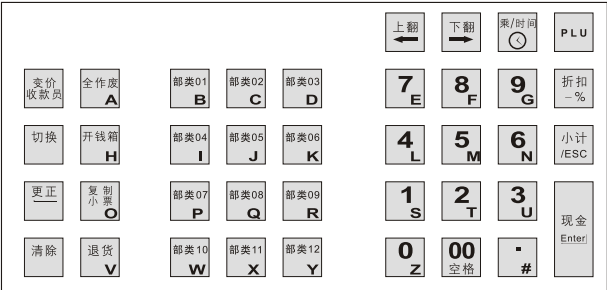 上翻 下翻 乘/时间 PLU
变价
收款员 全作废 A 部类01 B 部类02 C 部类03 D 7 E 8 F 9 G 折扣
-%
切换 开钱箱 H 部类04 I 部类05 J 部类06 K 4 L 5 M 6 N 小计
/ESC
更正 复制
小票 O 部类07 P 部类08 Q 部类09 R 1 S 2 T 3 U 现金
Enter
清除 退货 V 部类10 W 部类11 X 部类12 Y 0 Z 00
空格 · #